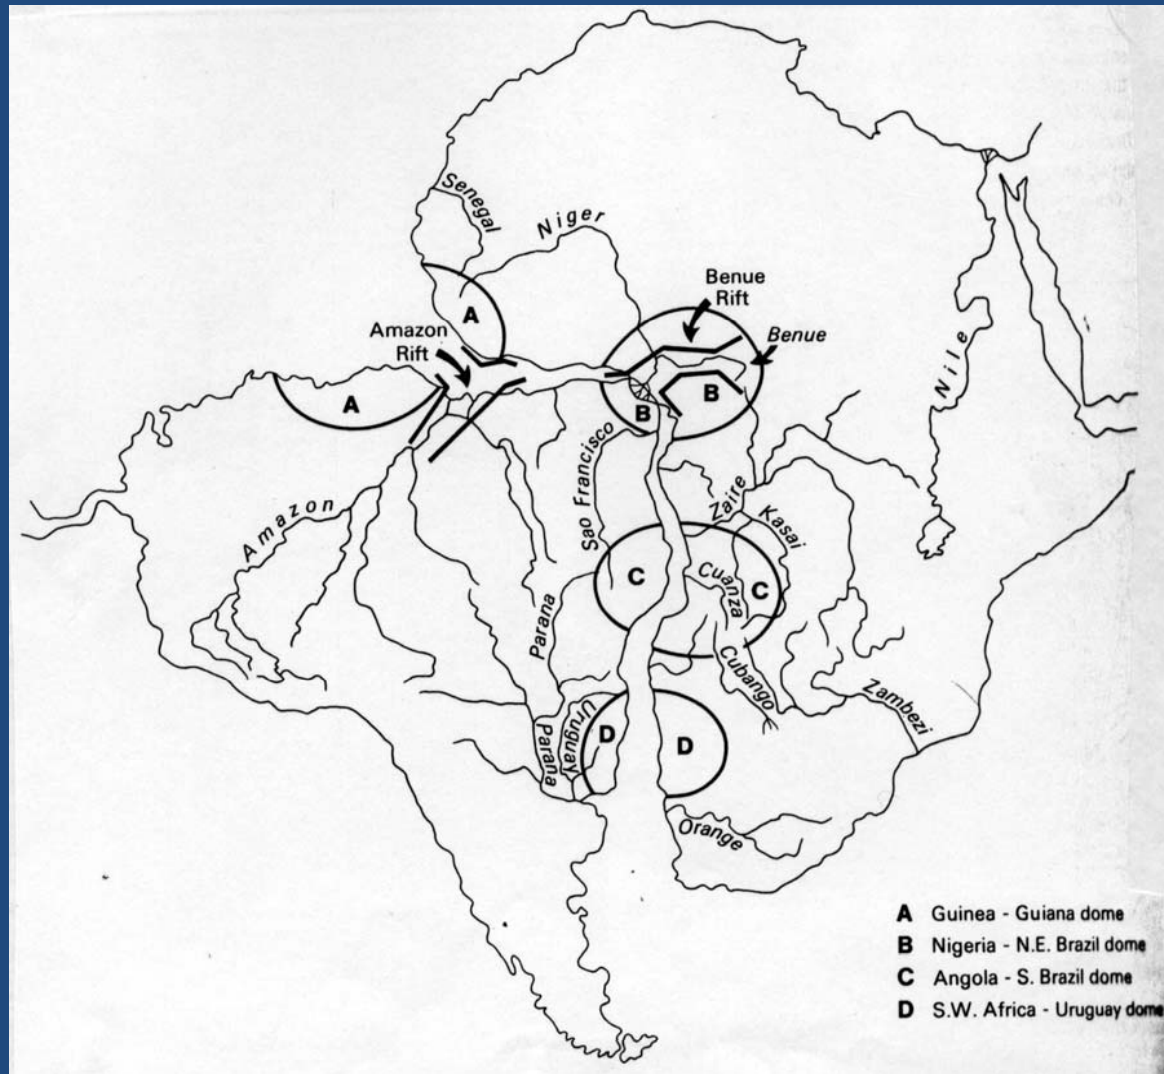 Senegal
Niger
A
Benue
Rift
Amazon
Rift
Benue
A
B
B
Nile
Sao Francisco
Zaire
Kasai
Amazon
C
Cuanza
C
Parana
Cubango
Zambezi
Uruguay
D
Parana
D
Orange
A Guinea - Guiana dome
B Nigeria - N.E. Brazil dome
C Angola - S. Brazil dome
D S.W. Africa - Uruguay dome